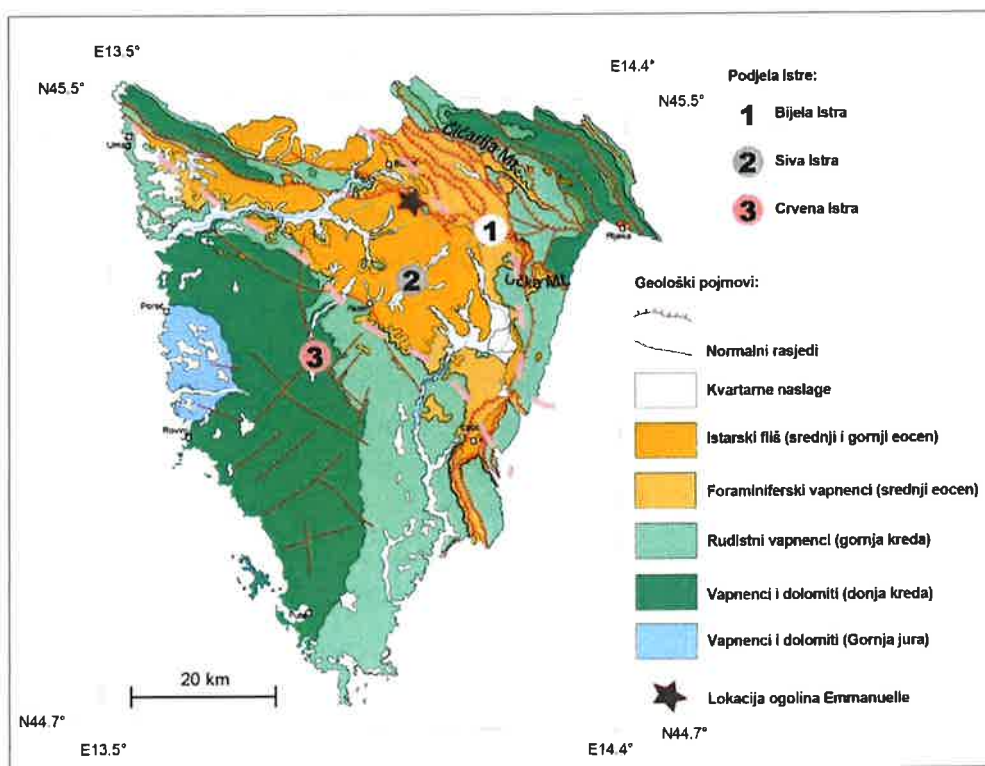 E13.5°
N45.5°
E14.4°
N45.5°
Podjela Istre:
1 Bijela Istra
2 Siva Istra
3 Crvena Istra
Umag
Ćićarija Mt.
1
2
Učka Mt.
Rijeka
Poreč
3
Rovinj
Pula
Geološki pojmovi:
Normalni rasjedi
Kvartarne naslage
Istarski fliš (srednji i gornji eocen)
Foraminiferski vapnenci (srednji eocen)
Rudistni vapnenci (gornja kreda)
Vapnenci i dolomiti (donja kreda)
Vapnenci i dolomiti (Gornja jura)
Lokacija ogolina Emmanuelle
20 km
N44.7°
E13.5°
E14.4°
N44.7°